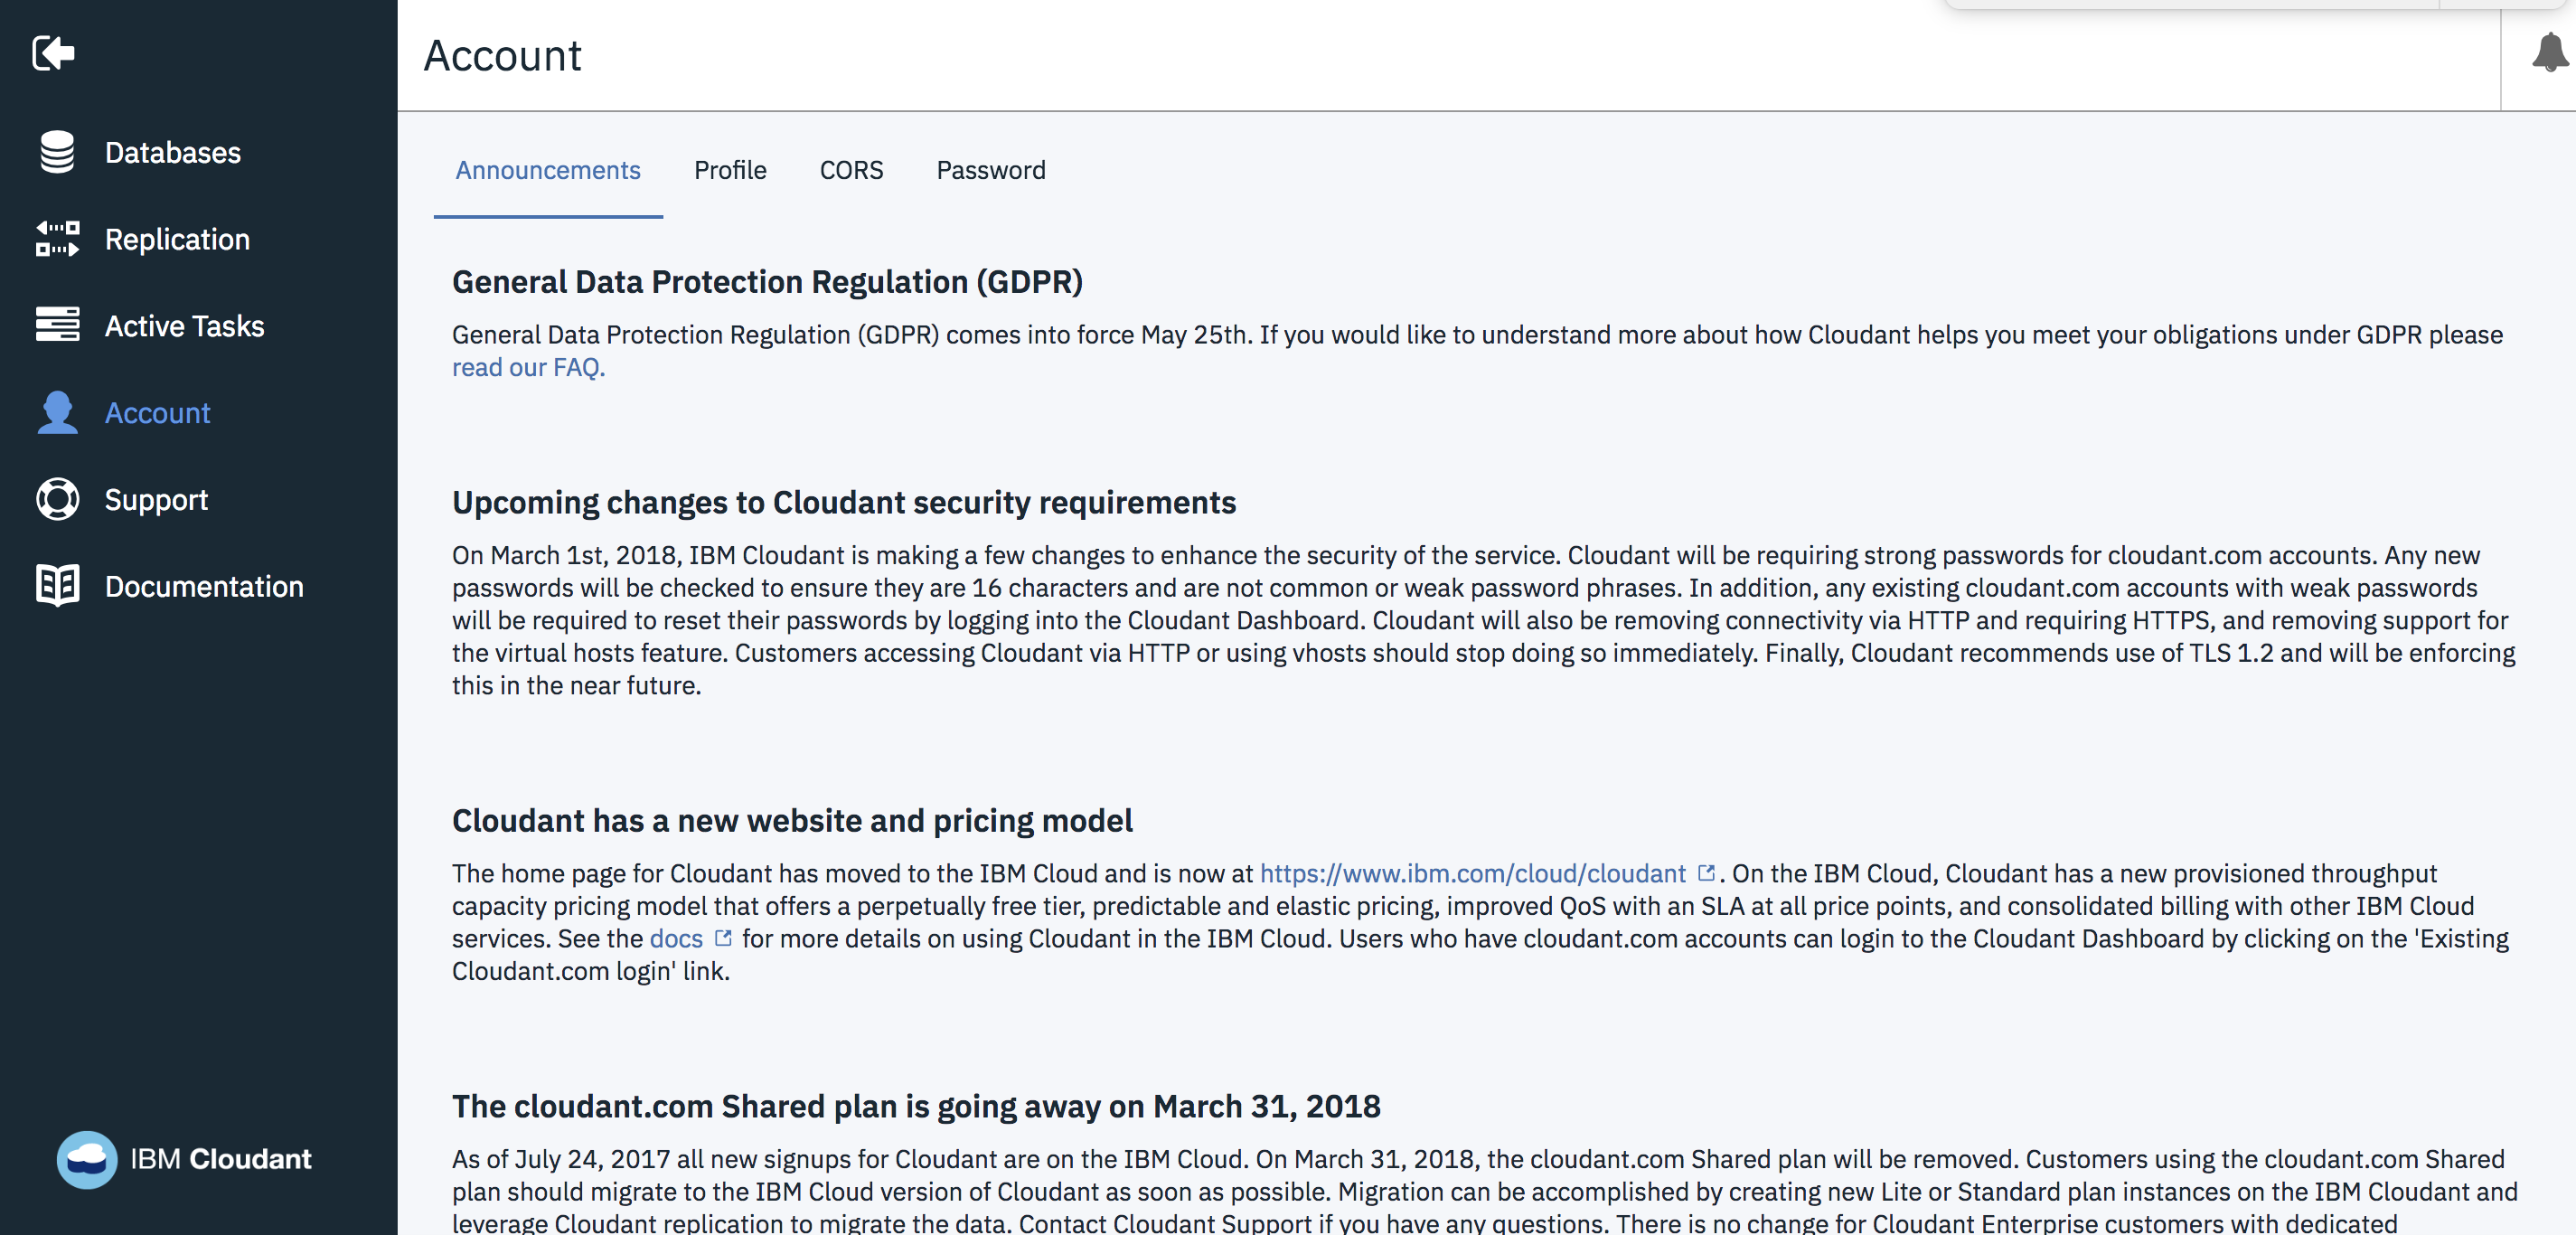 Account
Databases
Replication
Active Tasks
Account
Support
Documentation
IBM Cloudant
Announcements
Profile
CORS
Password
General Data Protection Regulation (GDPR)
General Data Protection Regulation (GDPR) comes into force May 25th. If you would like to understand more about how Cloudant helps you meet your obligations under GDPR please
read our FAQ.
Upcoming changes to Cloudant security requirements
On March 1st, 2018, IBM Cloudant is making a few changes to enhance the security of the service. Cloudant will be requiring strong passwords for cloudant.com accounts. Any new
passwords will be checked to ensure they are 16 characters and are not common or weak password phrases. In addition, any existing cloudant.com accounts with weak passwords
will be required to reset their passwords by logging into the Cloudant Dashboard. Cloudant will also be removing connectivity via HTTP and requiring HTTPS, and removing support for
the virtual hosts feature. Customers accessing Cloudant via HTTP or using vhosts should stop doing so immediately. Finally, Cloudant recommends use of TLS 1.2 and will be enforcing
this in the near future.
Cloudant has a new website and pricing model
The home page for Cloudant has moved to the IBM Cloud and is now at https://www.ibm.com/cloud/cloudant . On the IBM Cloud, Cloudant has a new provisioned throughput
capacity pricing model that offers a perpetually free tier, predictable and elastic pricing, improved QoS with an SLA at all price points, and consolidated billing with other IBM Cloud
services. See the docs for more details on using Cloudant in the IBM Cloud. Users who have cloudant.com accounts can login to the Cloudant Dashboard by clicking on the 'Existing
Cloudant.com login' link.
The cloudant.com Shared plan is going away on March 31, 2018
As of July 24, 2017 all new signups for Cloudant are on the IBM Cloud. On March 31, 2018, the cloudant.com Shared plan will be removed. Customers using the cloudant.com Shared
plan should migrate to the IBM Cloud version of Cloudant as soon as possible. Migration can be accomplished by creating new Lite or Standard plan instances on the IBM Cloudant and
leverage Cloudant replication to migrate the data. Contact Cloudant Support if you have any questions. There is no change for Cloudant Enterprise customers with dedicated